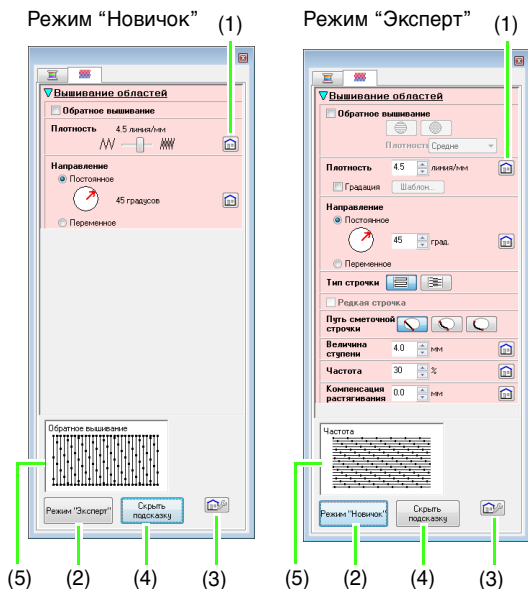 Режим “Новичок”
(1)
Вышивание областей
Обратное вышивание
Плотность
4.5 линия/мм
Направление
Постоянное
45 градусов
Переменное
Обратное вышивание
Режим "Эксперт"
Скрыть
подсказку
(5)
(2)
(4)
(3)
Режим “Эксперт”
(1)
Вышивание областей
Обратное вышивание
Плотность
Средне
Плотность
4.5
линия/мм
Градация
Шаблон...
Направление
Постоянное
45
град.
Переменное
Тип строчки
Редкая строчка
Путь сметочной
строчки
Величина
ступени
4.0
мм
Частота
30
%
Компенсация
растягивания
0.0
мм
Частота
Режим "Новичок"
Скрыть
подсказку
(5)
(2)
(4)
(3)